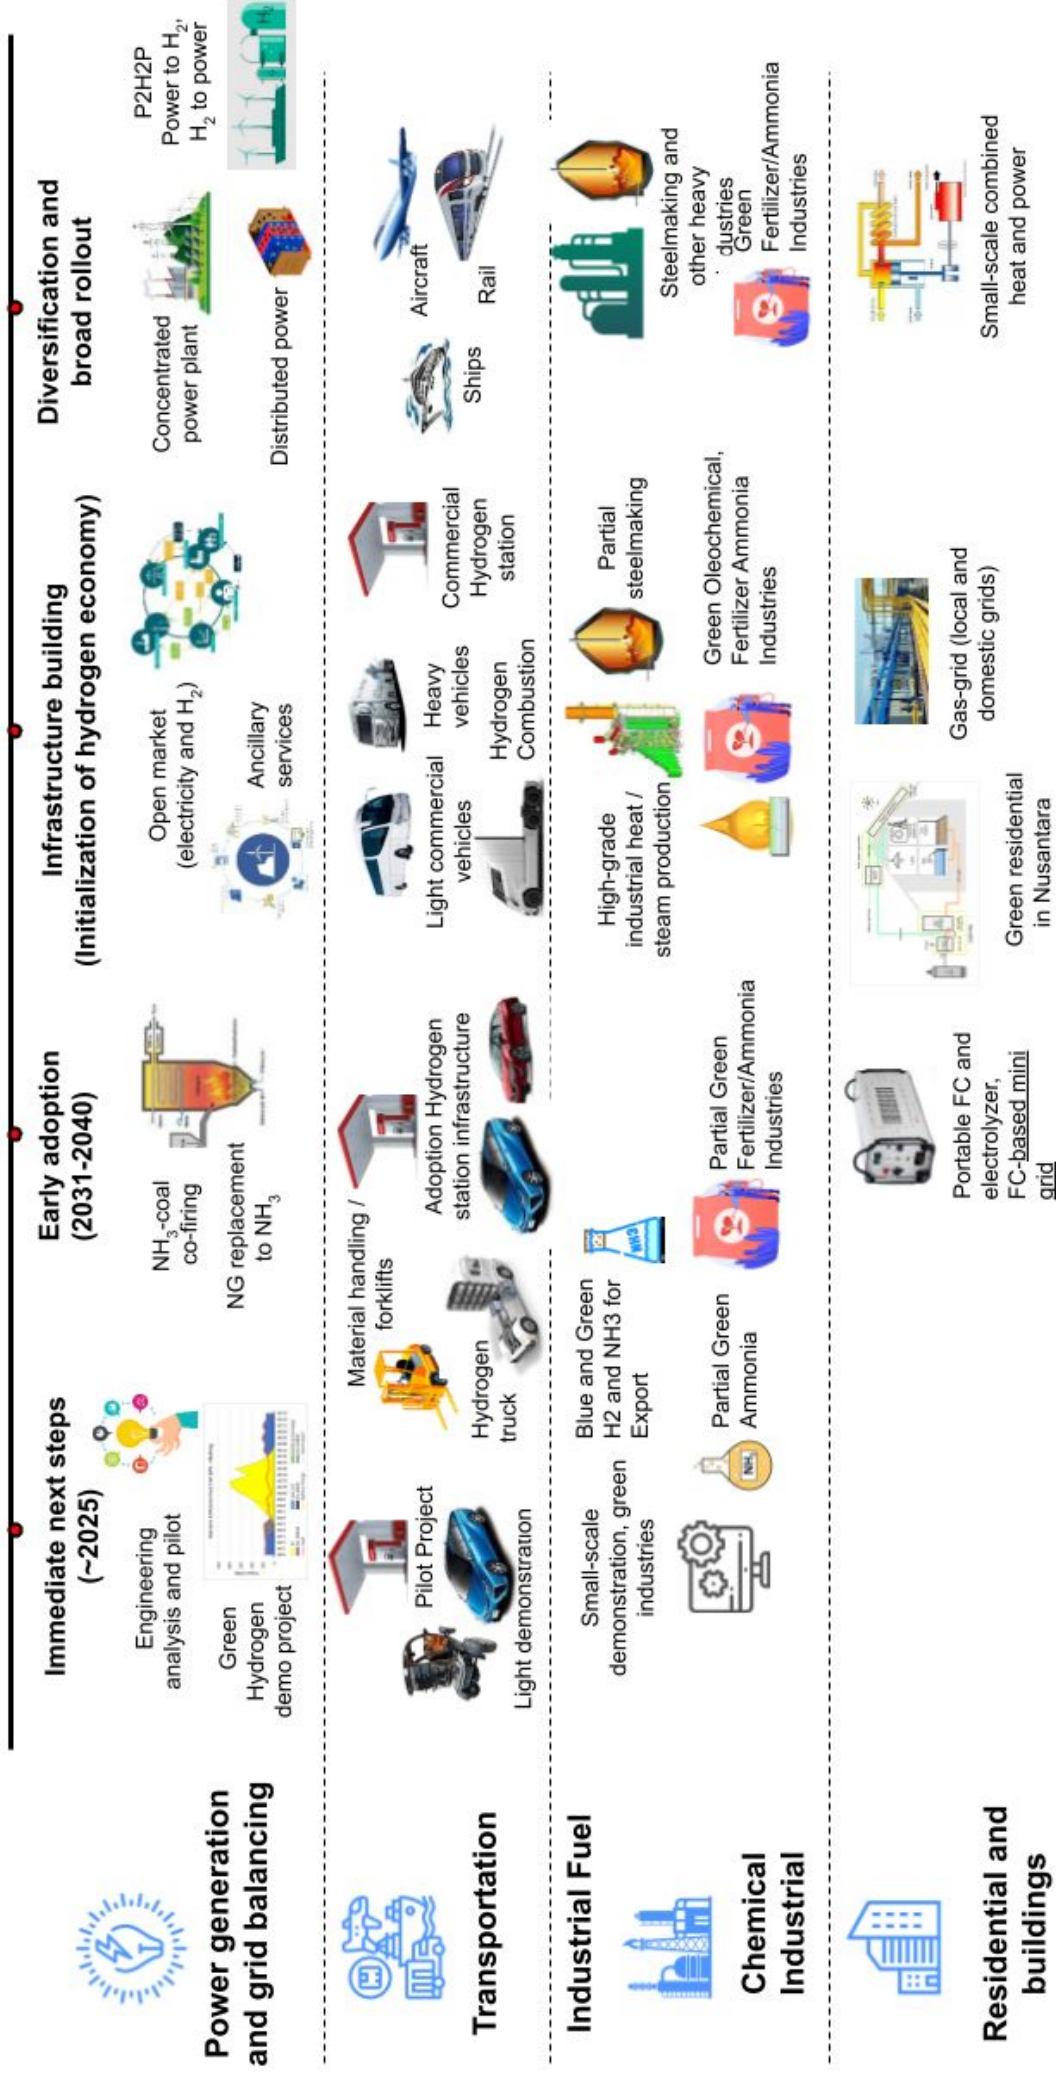 Immediate next steps
(~2025)
Early adoption
(2031-2040)
Infrastructure building
(Initialization of hydrogen economy)
Diversification and
broad rollout
Power generation
and grid balancing
Engineering
analysis and pilot
Green
Hydrogen
demo project
NH₃-coal
co-firing
NG replacement
to NH₃
Open market
(electricity and H₂)
Ancillary
services
Concentrated
power plant
Distributed power
P2H2P
Power to H₂,
H₂ to power
H₂
Transportation
Pilot Project
Light demonstration
Material handling /
forklifts
Hydrogen
truck
Adoption Hydrogen
station infrastructure
Light commercial
vehicles
Heavy
vehicles
Hydrogen
Combustion
Commercial
Hydrogen
station
Ships
Aircraft
Rail
Industrial Fuel
Chemical
Industrial
Small-scale
demonstration, green
industries
Blue and Green
H2 and NH3 for
Export
NH₃
Partial Green
Ammonia
Partial Green
Fertilizer/Ammonia
Industries
High-grade
industrial heat /
steam production
Partial
steelmaking
Green Oleochemical,
Fertilizer Ammonia
Industries
Steelmaking and
other heavy
dustries
Green
Fertilizer/Ammonia
Industries
Residential and
buildings
Portable FC and
electrolyzer,
FC-based mini
grid
Green residential
in Nusantara
Gas-grid (local and
domestic grids)
Small-scale combined
heat and power